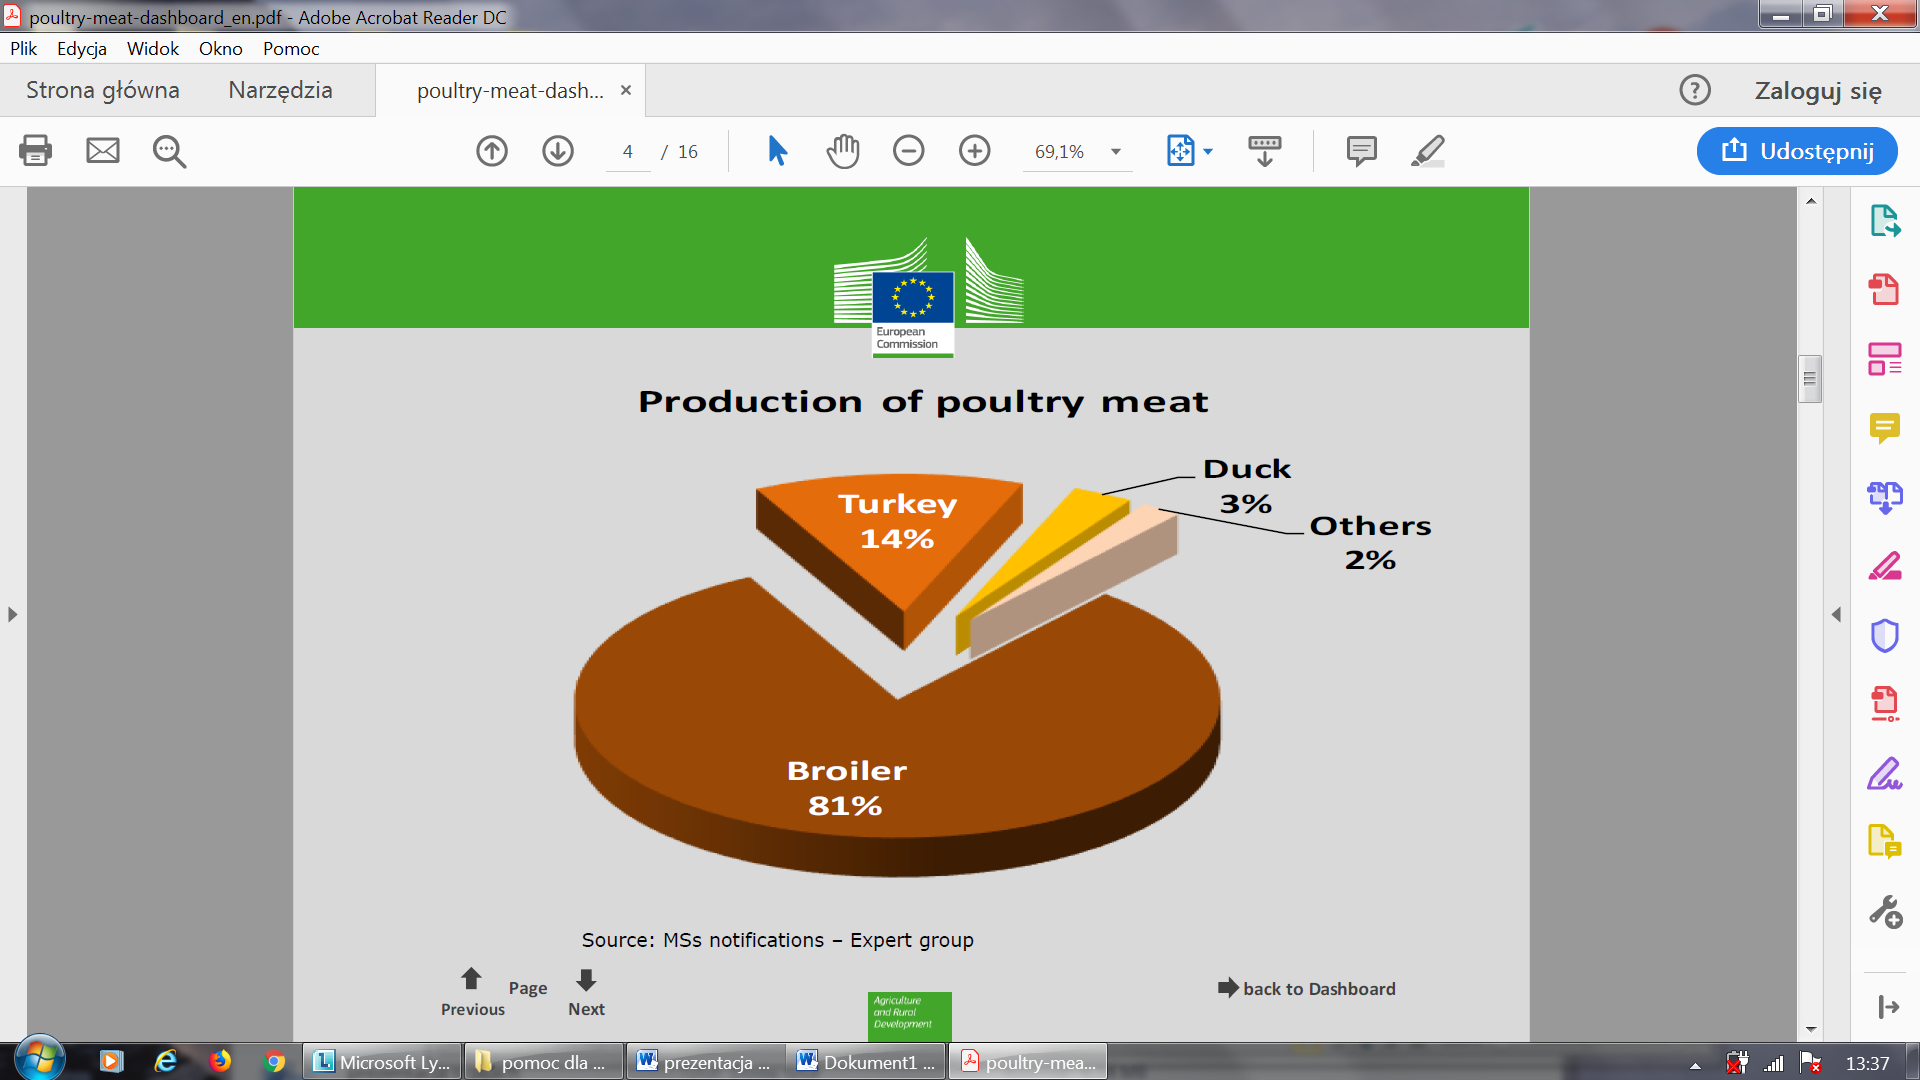 poultry-meat-dashboard_en.pdf - Adobe Acrobat Reader DC
Plik Edycja Widok Okno Pomoc
Strona główna Narzędzia poultry-meat-dash... × Zaloguj się
4 / 16 69,1% Udostępnij
European
Commission
Production of poultry meat
Duck
3%
Turkey
14%
Others
2%
Broiler
81%
Source: MSs notifications – Expert group
Previous Page Next
back to Dashboard
Agriculture
and Rural
Development
Microsoft Ly... pomoc dla ... prezentacja ... Dokument1 ... poultry-mea... 13:37